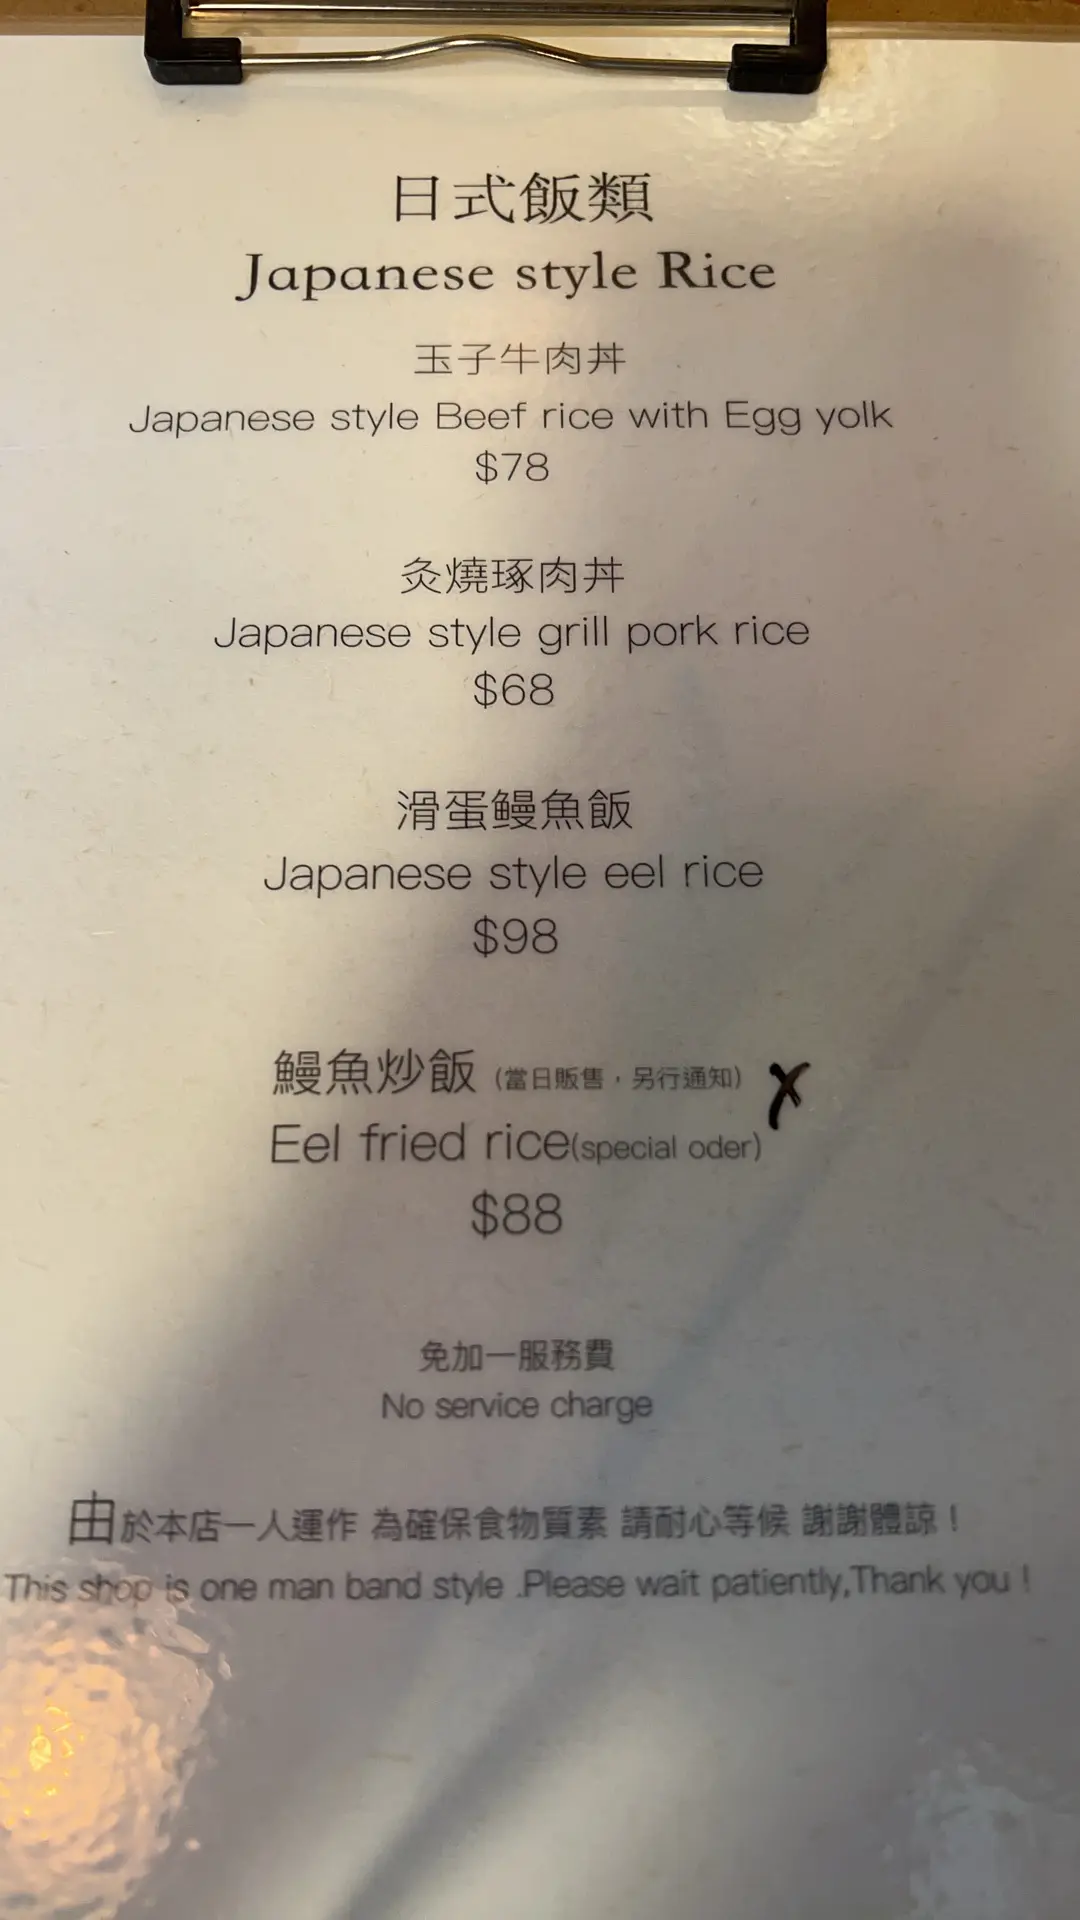 日式飯類
Japanese style Rice
玉子牛肉丼
Japanese style Beef rice with Egg yolk
$78
灸燒琢肉丼
Japanese style grill pork rice
$68
滑蛋鰻魚飯
Japanese style eel rice
$98
鰻魚炒飯 (當日販售，另行通知) X
Eel fried rice(special oder)
$88
免加一服務費
No service charge
由於本店一人運作 為確保食物質素 請耐心等候 謝謝體諒！
This shop is one man band style .Please wait patiently,Thank you !